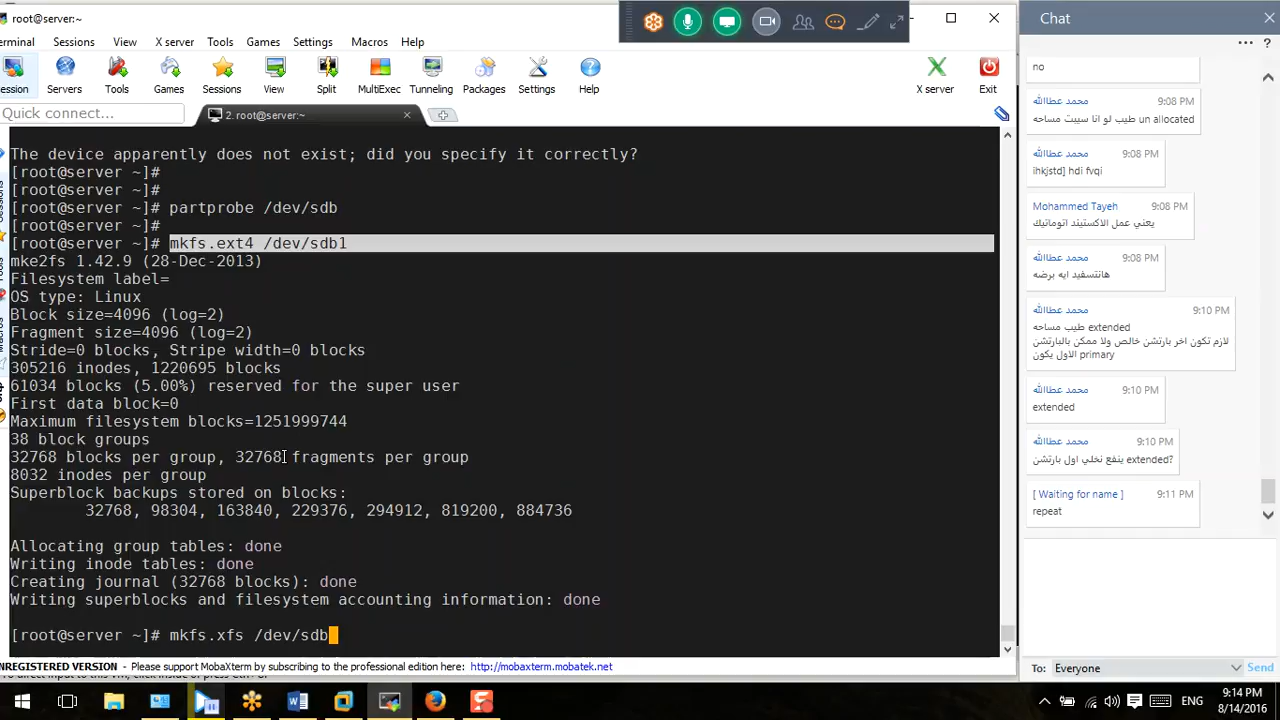 root@server:~
Terminal Sessions View X server Tools Games Settings Macros Help
Session Servers Tools Games Sessions View Split MultiExec Tunneling Packages Settings Help X server Exit
Quick connect...
2. root@server:~
The device apparently does not exist; did you specify it correctly?
[root@server ~]#
[root@server ~]#
[root@server ~]# partprobe /dev/sdb
[root@server ~]#
[root@server ~]# mkfs.ext4 /dev/sdb1
mke2fs 1.42.9 (28-Dec-2013)
Filesystem label=
OS type: Linux
Block size=4096 (log=2)
Fragment size=4096 (log=2)
Stride=0 blocks, Stripe width=0 blocks
305216 inodes, 1220695 blocks
61034 blocks (5.00%) reserved for the super user
First data block=0
Maximum filesystem blocks=1251999744
38 block groups
32768 blocks per group, 32768 fragments per group
8032 inodes per group
Superblock backups stored on blocks:
32768, 98304, 163840, 229376, 294912, 819200, 884736
Allocating group tables: done
Writing inode tables: done
Creating journal (32768 blocks): done
Writing superblocks and filesystem accounting information: done
[root@server ~]# mkfs.xfs /dev/sdb
NREGISTERED VERSION - Please support MobaXterm by subscribing to the professional edition here: http://mobaxterm.mobatek.net
Chat
no
محمد عطاالله 9:08 PM
طيب لو انا سيبت مساحه un allocated
محمد عطاالله 9:08 PM
ihkjstd] hdi fvqi
Mohammed Tayeh 9:08 PM
يعني عمل الاكستيند اتوماتيك
محمد عطاالله 9:08 PM
هانتسفيد ايه برضه
محمد عطاالله 9:10 PM
طيب مساحه extended
لازم تكون اخر بارتشن خالص ولا ممكن بالبارتشن
الاول يكون primary
محمد عطاالله 9:10 PM
extended
محمد عطاالله 9:10 PM
ينفع نخلي اول بارتشن extended?
[ Waiting for name ] 9:11 PM
repeat
To: Everyone Send
ENG
9:14 PM
8/14/2016